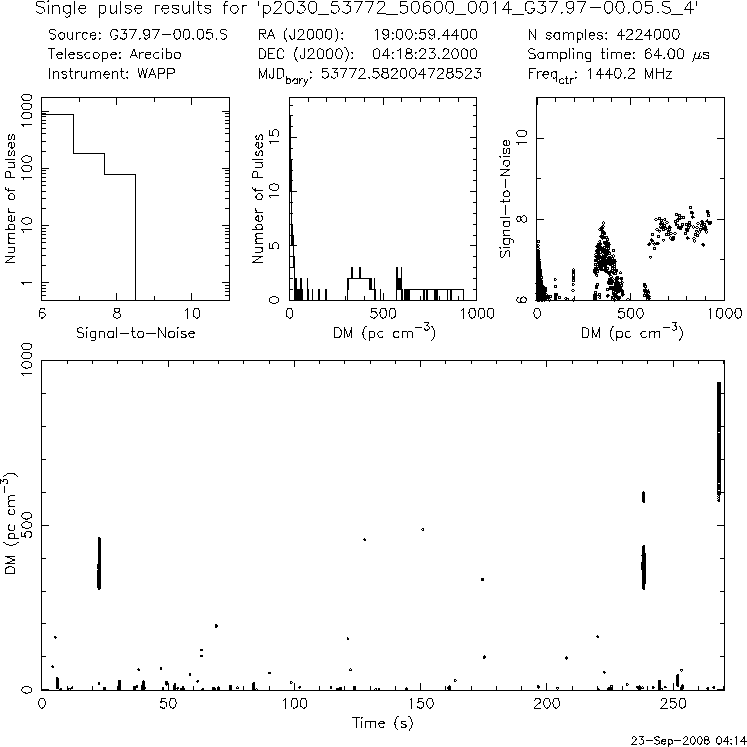 Single pulse results for 'p2030_53772_50600_0014_G37.97-00.05.S_4'
Source: G37.97-00.05.S RA (J2000): 19:00:59.4400 N samples: 4224000
Telescope: Arecibo DEC (J2000): 04:18:23.2000 Sampling time: 64.00 μs
Instrument: WAPP MJDbary: 53772.582004728523 Freqctr: 1440.2 MHz
Number of Pulses
1 10 100 1000
6 8 10
Signal-to-Noise
Number of Pulses
0 5 10 15
0 500 1000
DM (pc cm-3)
Signal-to-Noise
6 8 10
0 500 1000
DM (pc cm-3)
DM (pc cm-3)
0 500 1000
0 50 100 150 200 250
Time (s)
23-Sep-2008 04:14